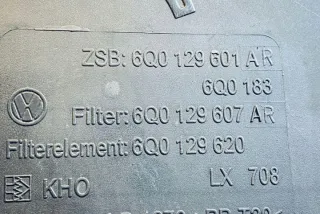 ZSB: 6Q0 129 601 AR
6Q0 183
Filter: 6Q0 129 607 AR
Filterelement: 6Q0 129 620
KHO LX 708